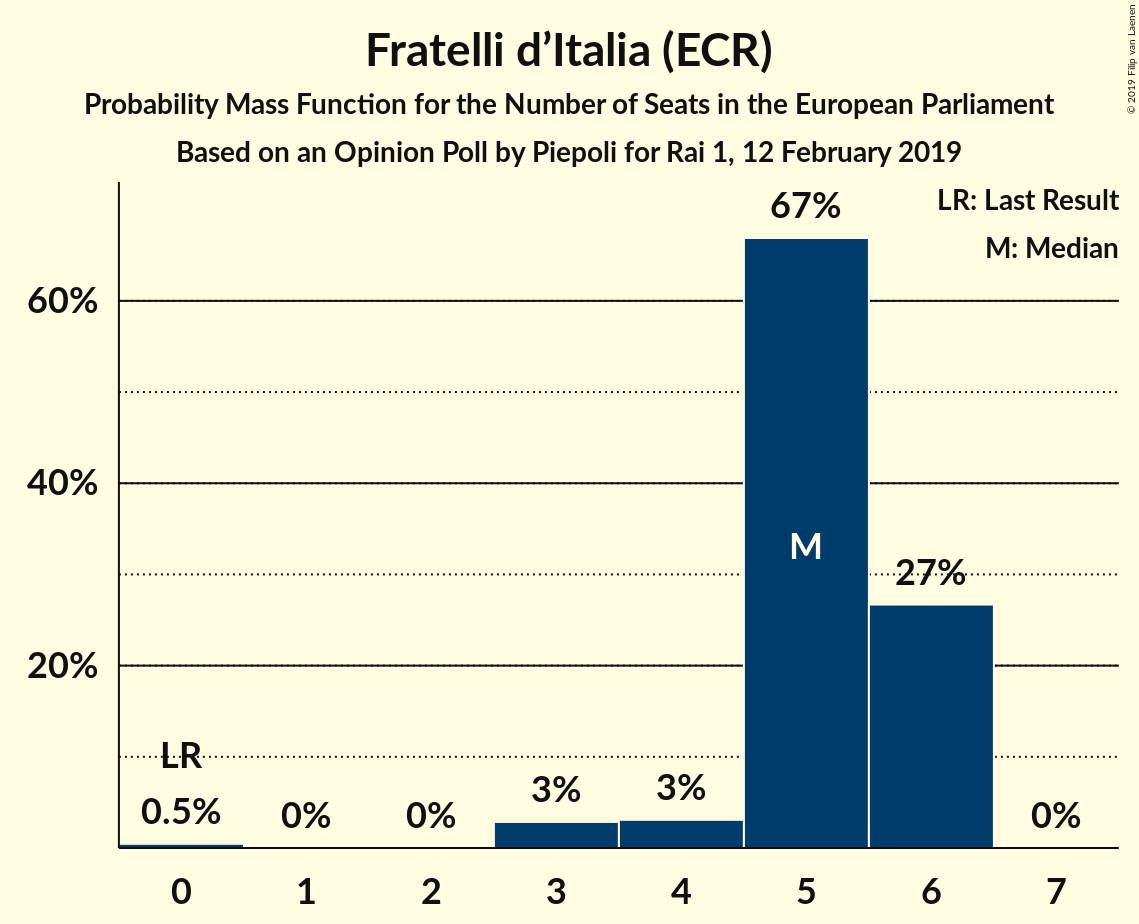 Fratelli d’Italia (ECR)
Probability Mass Function for the Number of Seats in the European Parliament
Based on an Opinion Poll by Piepoli for Rai 1, 12 February 2019
© 2019 Filip van Laenen
LR: Last Result
M: Median
67%
60%
40%
M
27%
20%
LR
0.5%
0%
0%
3%
3%
0%
0 1 2 3 4 5 6 7